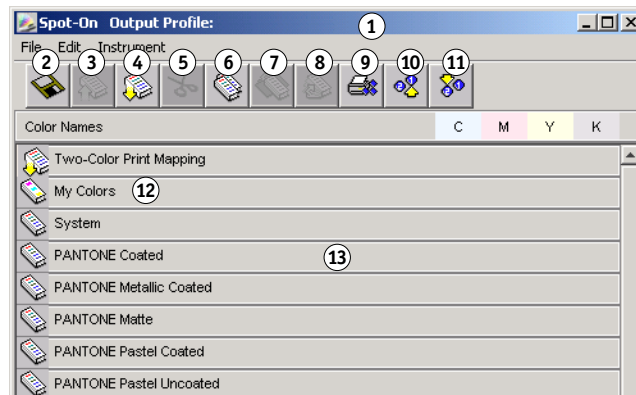 Spot-On Output Profile: 1
File Edit Instrument
2 3 4 5 6 7 8 9 10 11
Color Names C M Y K
Two-Color Print Mapping
My Colors 12
System
PANTONE Coated 13
PANTONE Metallic Coated
PANTONE Matte
PANTONE Pastel Coated
PANTONE Pastel Uncoated